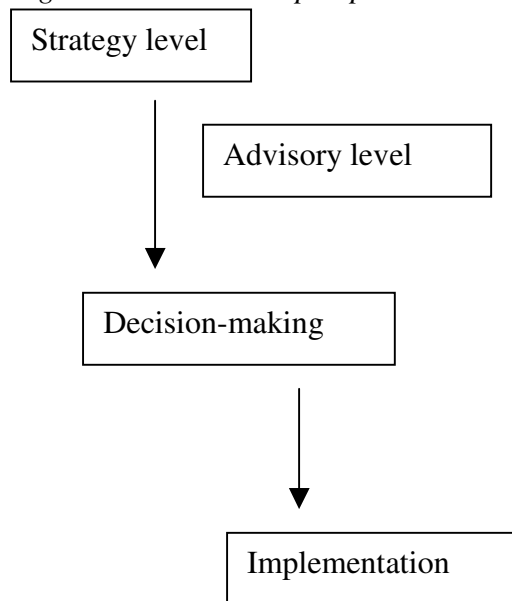 Strategy level
Advisory level
Decision-making
Implementation